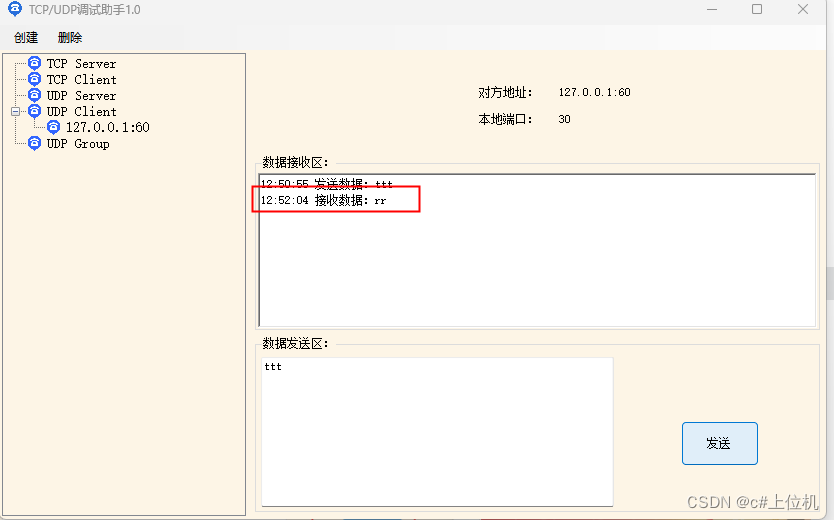 TCP/UDP调试助手1.0
创建 删除
TCP Server
TCP Client
UDP Server
UDP Client
127.0.0.1:60
UDP Group
对方地址: 127.0.0.1:60
本地端口: 30
数据接收区:
12:50:55 发送数据: ttt
12:52:04 接收数据: rr
数据发送区:
ttt
发送
CSDN @c#上位机